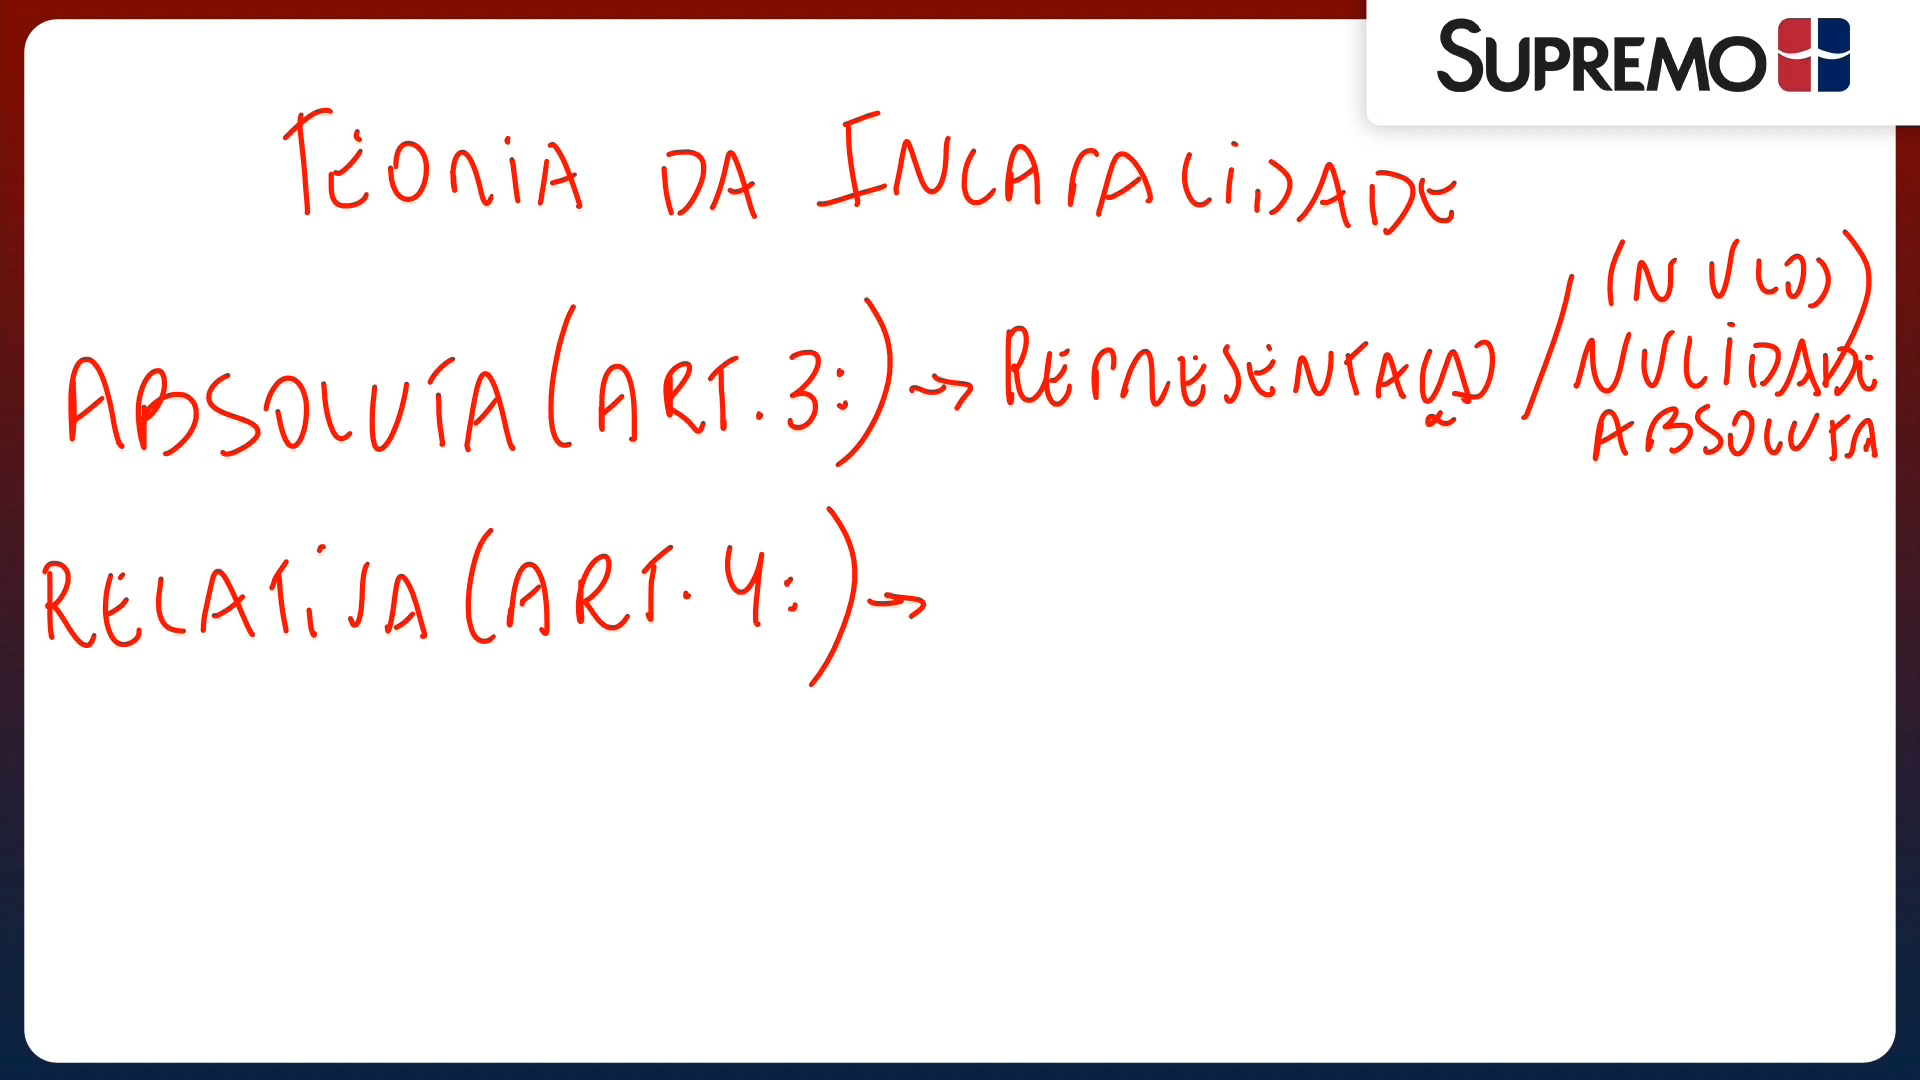 SUPREMO
TEORIA DA INCAPACIDADE
ABSOLUTA (ART. 3º) → REPRESENTAÇÃO / (NULO)
NULIDADE
ABSOLUTA
RELATIVA (ART. 4º) →